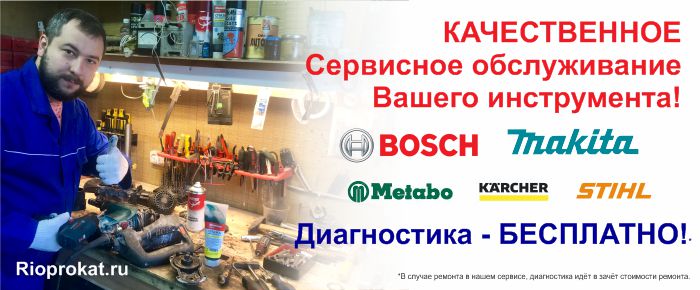 КАЧЕСТВЕННОЕ
Сервисное обслуживание
Вашего инструмента!
BOSCH
makita
Metabo
KÄRCHER
STIHL
Диагностика - БЕСПЛАТНО!.
Rioprokat.ru
*В случае ремонта в нашем сервисе, диагностика идёт в зачёт стоимости ремонта.